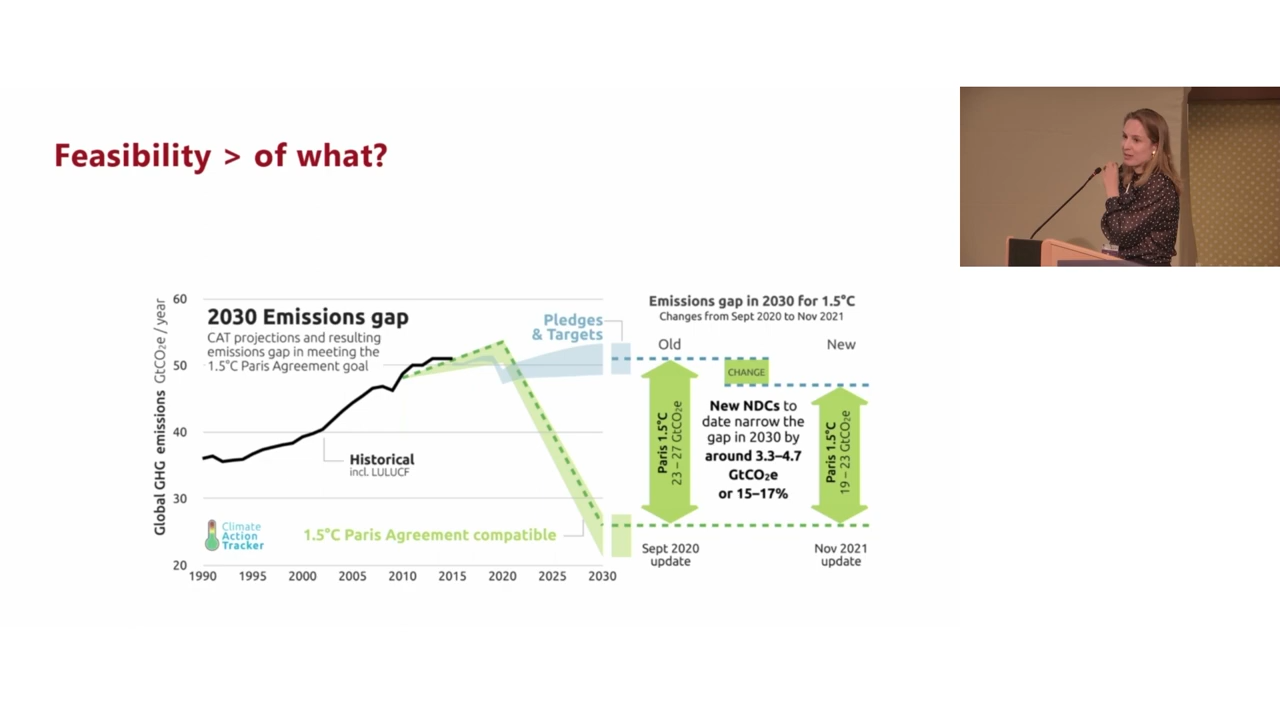 Feasibility > of what?
Global GHG emissions GtCO₂e / year
60
50
40
30
20
2030 Emissions gap
CAT projections and resulting
emissions gap in meeting the
1.5°C Paris Agreement goal
Pledges
& Targets
Historical
incl. LULUCF
Climate
Action
Tracker
1.5°C Paris Agreement compatible
1990 1995 2000 2005 2010 2015 2020 2025 2030
Emissions gap in 2030 for 1.5°C
Changes from Sept 2020 to Nov 2021
Old
New
CHANGE
Paris 1.5°C
23 – 27 GtCO₂e
New NDCs to
date narrow the
gap in 2030 by
around 3.3–4.7
GtCO₂e
or 15–17%
Paris 1.5°C
19 – 23 GtCO₂e
Sept 2020
update
Nov 2021
update